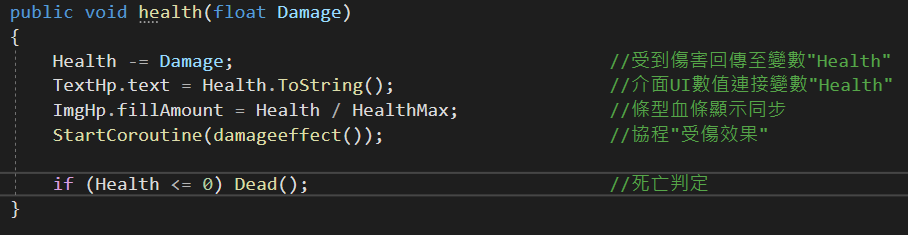 public void health(float Damage)
{
Health -= Damage; //受到傷害回傳至變數"Health"
TextHp.text = Health.ToString(); //介面UI數值連接變數"Health"
ImgHp.fillAmount = Health / HealthMax; //條型血條顯示同步
StartCoroutine(damageeffect()); //協程"受傷效果"
if (Health <= 0) Dead(); //死亡判定
}